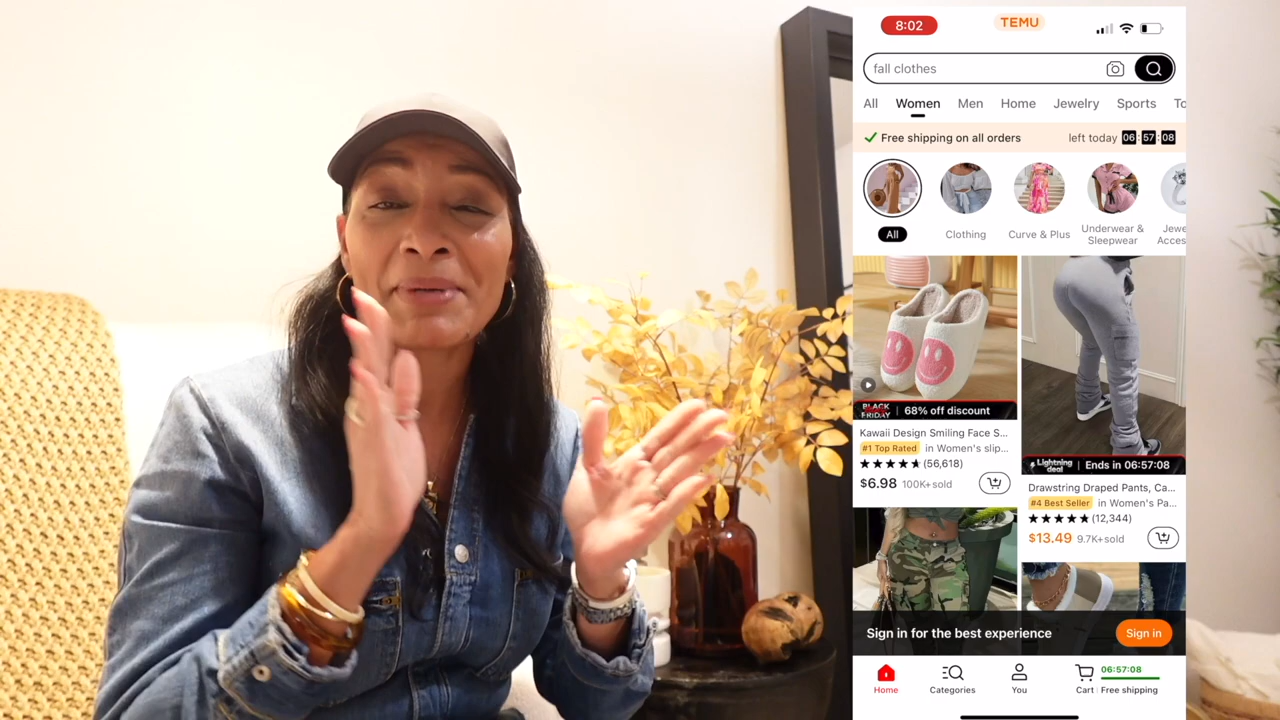 8:02
TEMU
fall clothes
All Women Men Home Jewelry Sports To
Free shipping on all orders left today 06:57:08
All Clothing Curve & Plus Underwear & Sleepwear Jewe Acces
BLACK FRIDAY 68% off discount
Kawaii Design Smiling Face S...
#1 Top Rated in Women's slip...
(56,618)
$6.98 100K+sold
Lightning deal Ends in 06:57:08
Drawstring Draped Pants, Ca...
#4 Best Seller in Women's Pa...
(12,344)
$13.49 9.7K+sold
Sign in for the best experience Sign in
06:57:08
Home Categories You Cart Free shipping